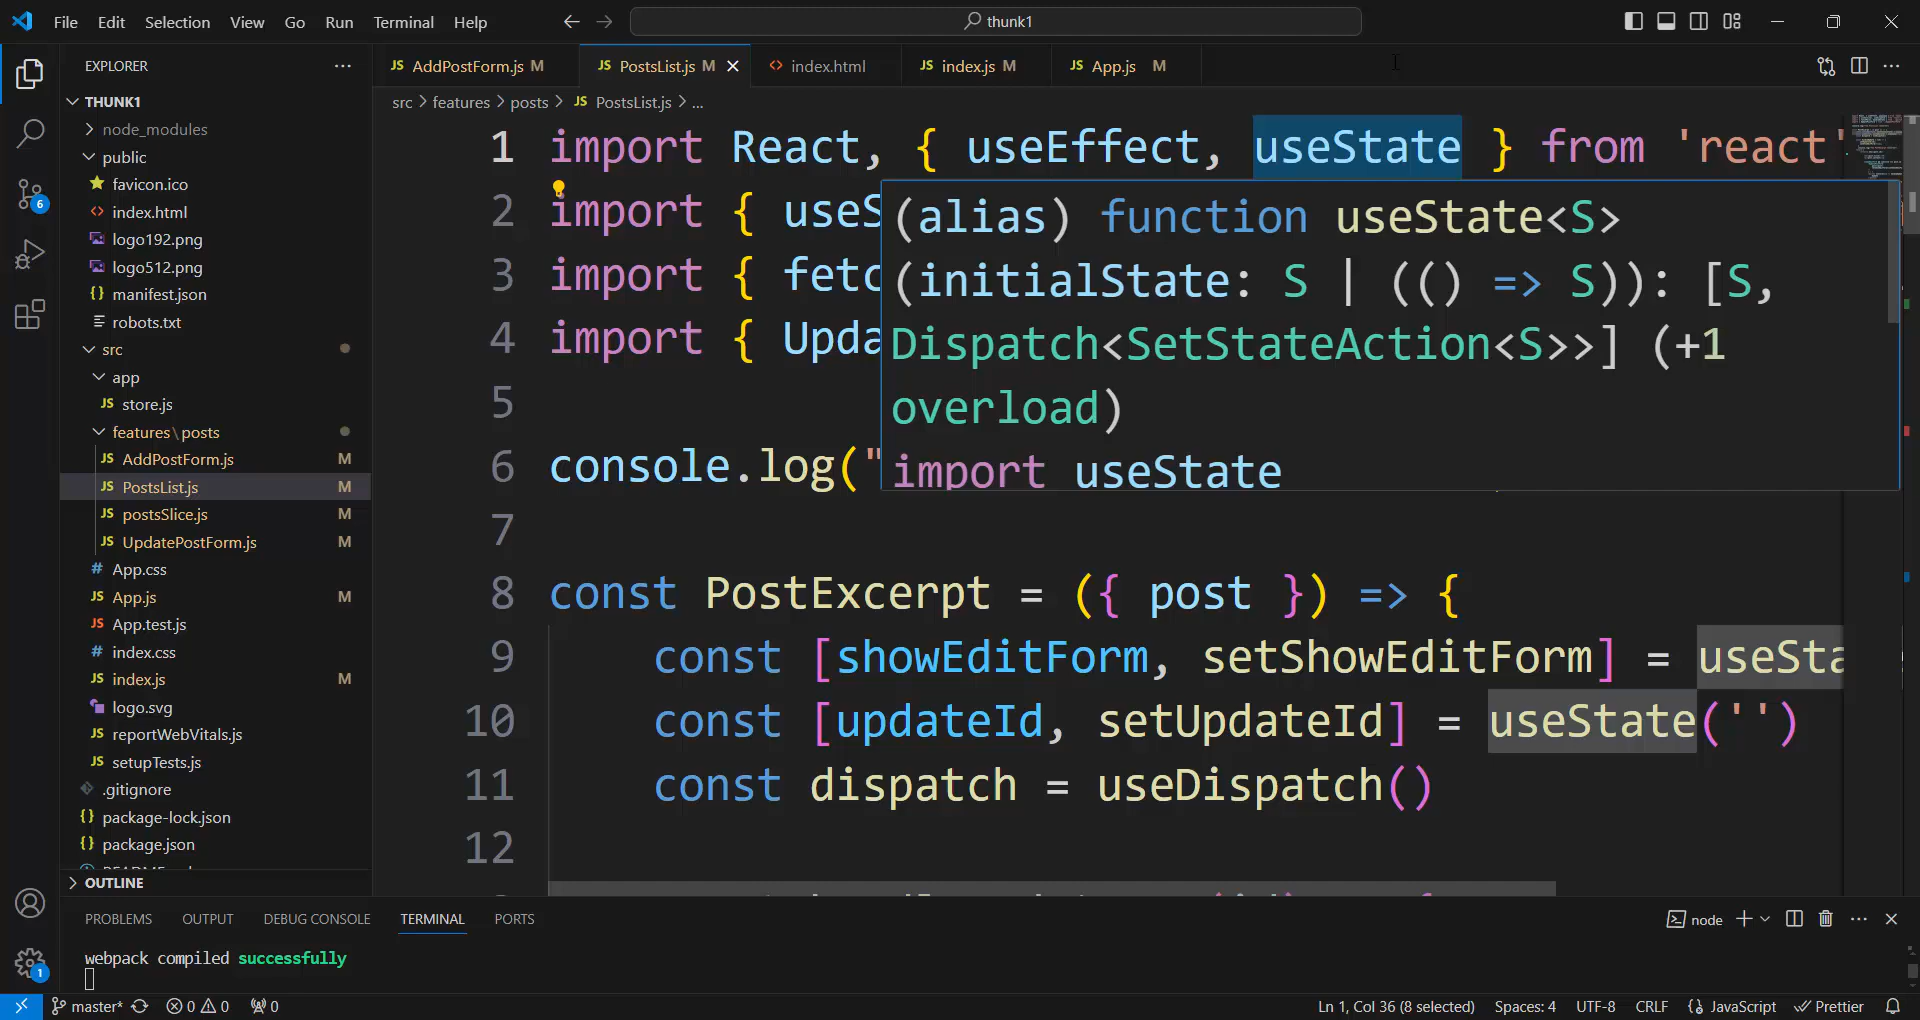 File Edit Selection View Go Run Terminal Help
thunk1
EXPLORER
AddPostForm.js M
PostsList.js M
index.html
index.js M
App.js M
src > features > posts > JS PostsList.js > ...
THUNK1
node_modules
public
favicon.ico
index.html
logo192.png
logo512.png
manifest.json
robots.txt
src
app
JS store.js
features\posts
JS AddPostForm.js M
JS PostsList.js M
JS postsSlice.js M
JS UpdatePostForm.js M
# App.css
JS App.js M
JS App.test.js
# index.css
JS index.js M
logo.svg
JS reportWebVitals.js
JS setupTests.js
.gitignore
{} package-lock.json
{} package.json
OUTLINE
1 import React, { useEffect, useState } from 'react'
2 import { useS
3 import { fetc
4 import { Upda
5
6 console.log("
7
8 const PostExcerpt = ({ post }) => {
9 const [showEditForm, setShowEditForm] = useSta
10 const [updateId, setUpdateId] = useState('')
11 const dispatch = useDispatch()
12
(alias) function useState<S>
(initialState: S | (() => S)): [S,
Dispatch<SetStateAction<S>>] (+1
overload)
import useState
PROBLEMS OUTPUT DEBUG CONSOLE TERMINAL PORTS
node
webpack compiled successfully
6
1
master* 0 0 0
Ln 1, Col 36 (8 selected) Spaces: 4 UTF-8 CRLF {} JavaScript Prettier